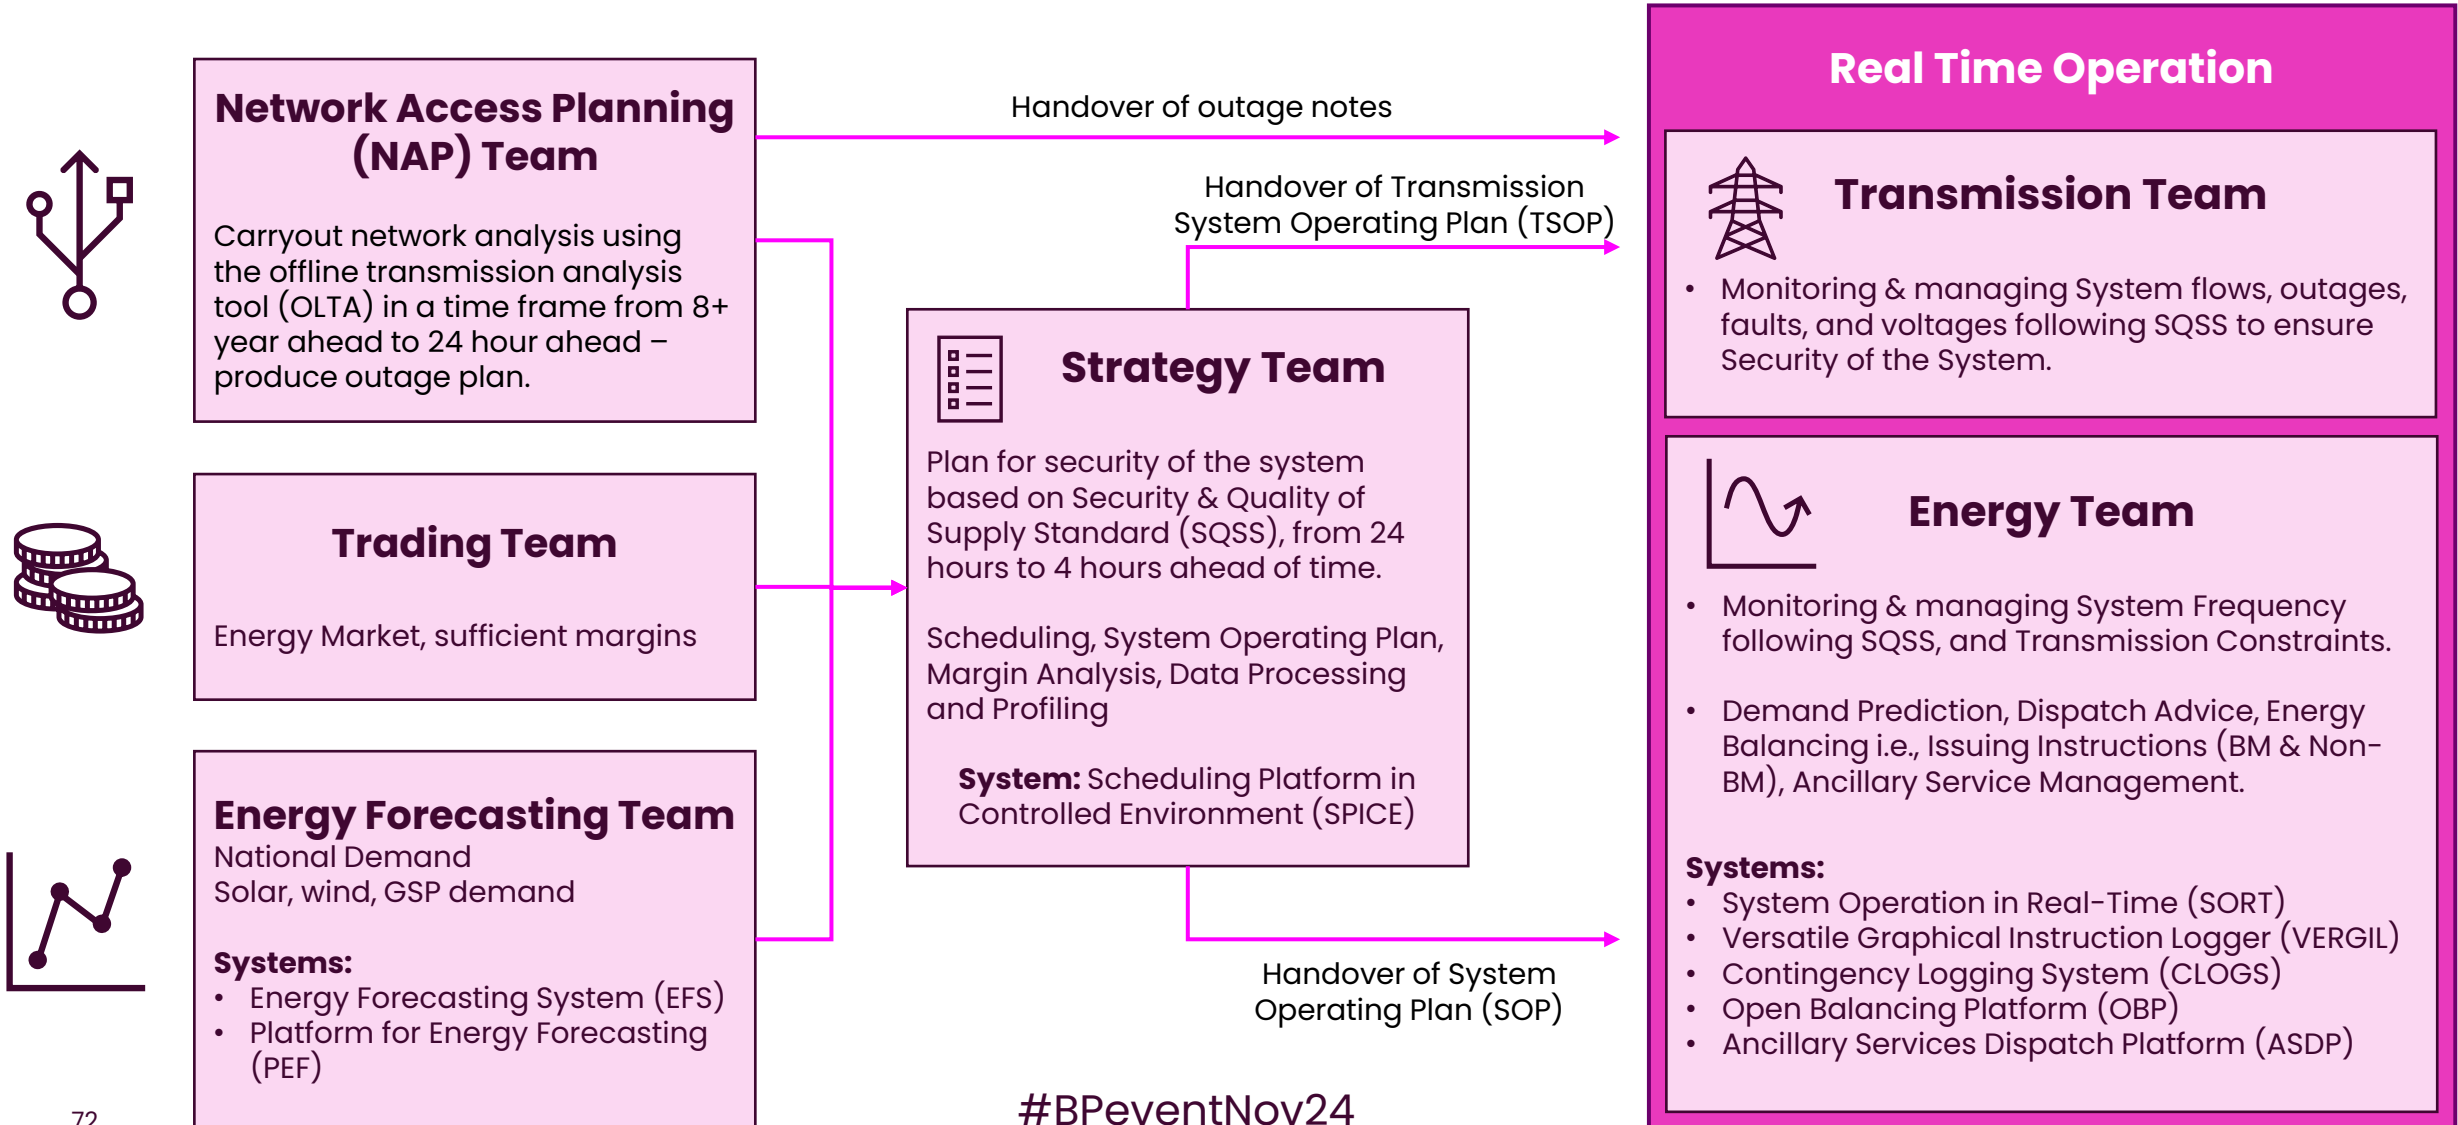 Network Access Planning
(NAP) Team
Carryout network analysis using
the offline transmission analysis
tool (OLTA) in a time frame from 8+
year ahead to 24 hour ahead –
produce outage plan.
Trading Team
Energy Market, sufficient margins
Energy Forecasting Team
National Demand
Solar, wind, GSP demand
Systems:
• Energy Forecasting System (EFS)
• Platform for Energy Forecasting
(PEF)
72
Handover of outage notes
Handover of Transmission
System Operating Plan (TSOP)
Strategy Team
Plan for security of the system
based on Security & Quality of
Supply Standard (SQSS), from 24
hours to 4 hours ahead of time.
Scheduling, System Operating Plan,
Margin Analysis, Data Processing
and Profiling
System: Scheduling Platform in
Controlled Environment (SPICE)
Handover of System
Operating Plan (SOP)
#BPeventNov24
Real Time Operation
Transmission Team
• Monitoring & managing System flows, outages,
faults, and voltages following SQSS to ensure
Security of the System.
Energy Team
• Monitoring & managing System Frequency
following SQSS, and Transmission Constraints.
• Demand Prediction, Dispatch Advice, Energy
Balancing i.e., Issuing Instructions (BM & Non-
BM), Ancillary Service Management.
Systems:
• System Operation in Real-Time (SORT)
• Versatile Graphical Instruction Logger (VERGIL)
• Contingency Logging System (CLOGS)
• Open Balancing Platform (OBP)
• Ancillary Services Dispatch Platform (ASDP)